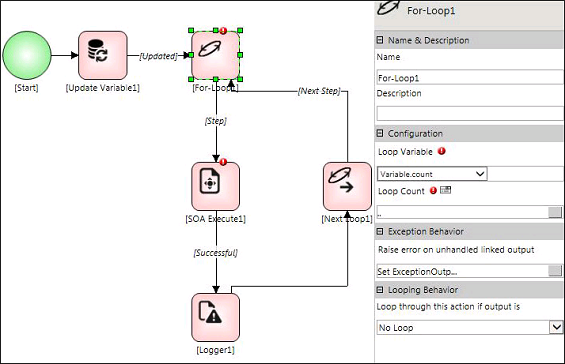 For-Loop1
Name & Description
Name
For-Loop1
Description
Configuration
Loop Variable
Variable.count
Loop Count
..
Exception Behavior
Raise error on unhandled linked output
Set ExceptionOutp...
Looping Behavior
Loop through this action if output is
No Loop
[Start]
[Update Variable1]
[Updated]
[For-Loop1]
[Next Step]
[Step]
[SOA Execute1]
[Next Loop1]
[Successful]
[Logger1]